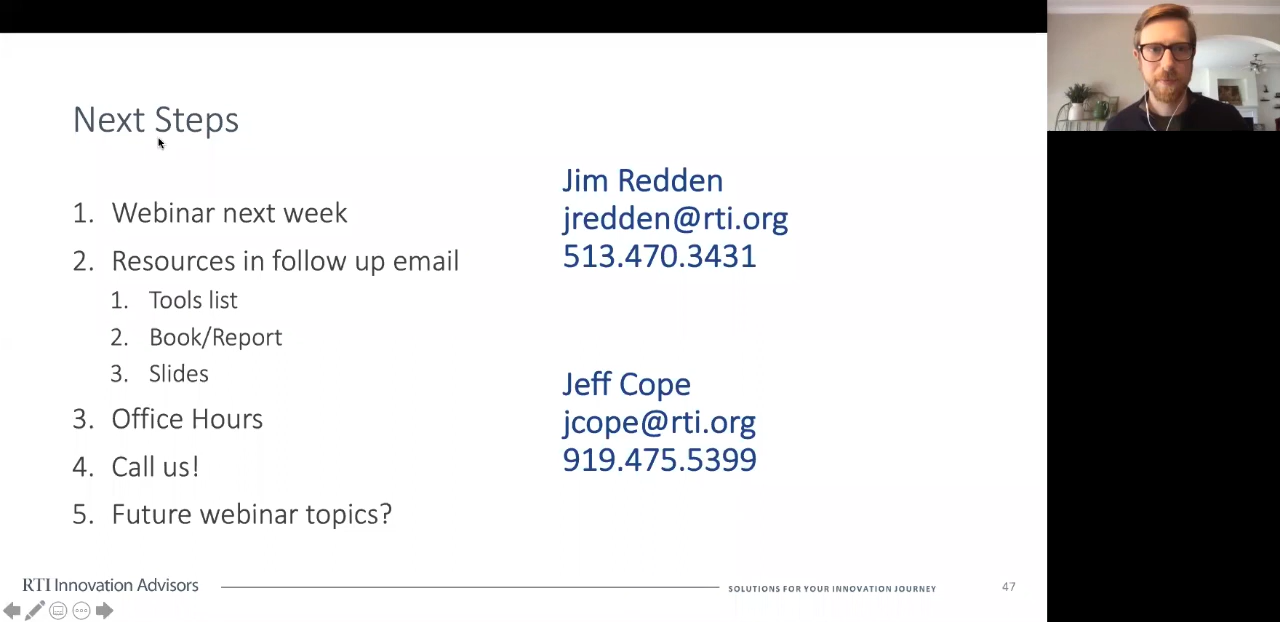 Next Steps
1. Webinar next week
2. Resources in follow up email
1. Tools list
2. Book/Report
3. Slides
3. Office Hours
4. Call us!
5. Future webinar topics?
Jim Redden
jredden@rti.org
513.470.3431
Jeff Cope
jcope@rti.org
919.475.5399
RTI Innovation Advisors
SOLUTIONS FOR YOUR INNOVATION JOURNEY
47